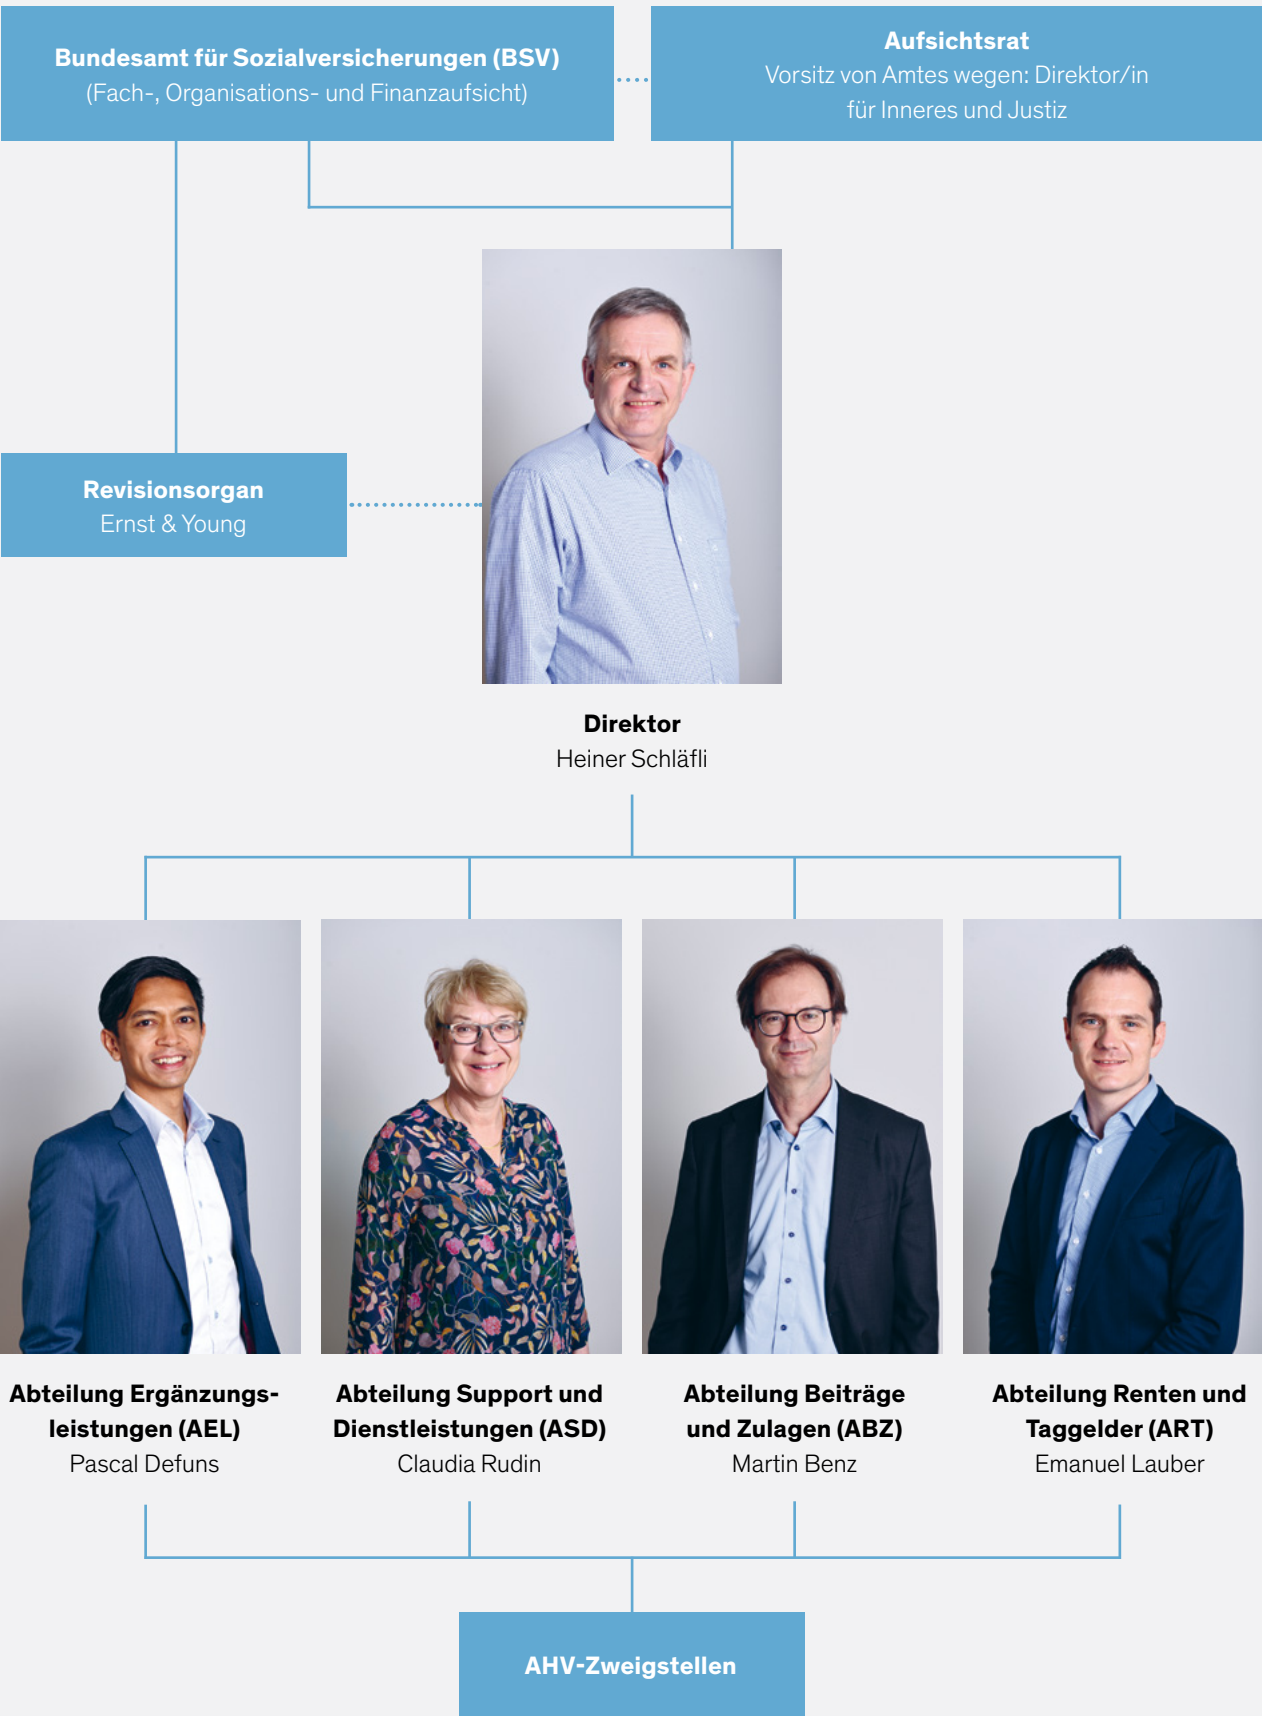 Bundesamt für Sozialversicherungen (BSV)
(Fach-, Organisations- und Finanzaufsicht)
Aufsichtsrat
Vorsitz von Amtes wegen: Direktor/in
für Inneres und Justiz
Revisionsorgan
Ernst & Young
Direktor
Heiner Schläfli
Abteilung Ergänzungs-
leistungen (AEL)
Pascal Defuns
Abteilung Support und
Dienstleistungen (ASD)
Claudia Rudin
Abteilung Beiträge
und Zulagen (ABZ)
Martin Benz
Abteilung Renten und
Taggelder (ART)
Emanuel Lauber
AHV-Zweigstellen